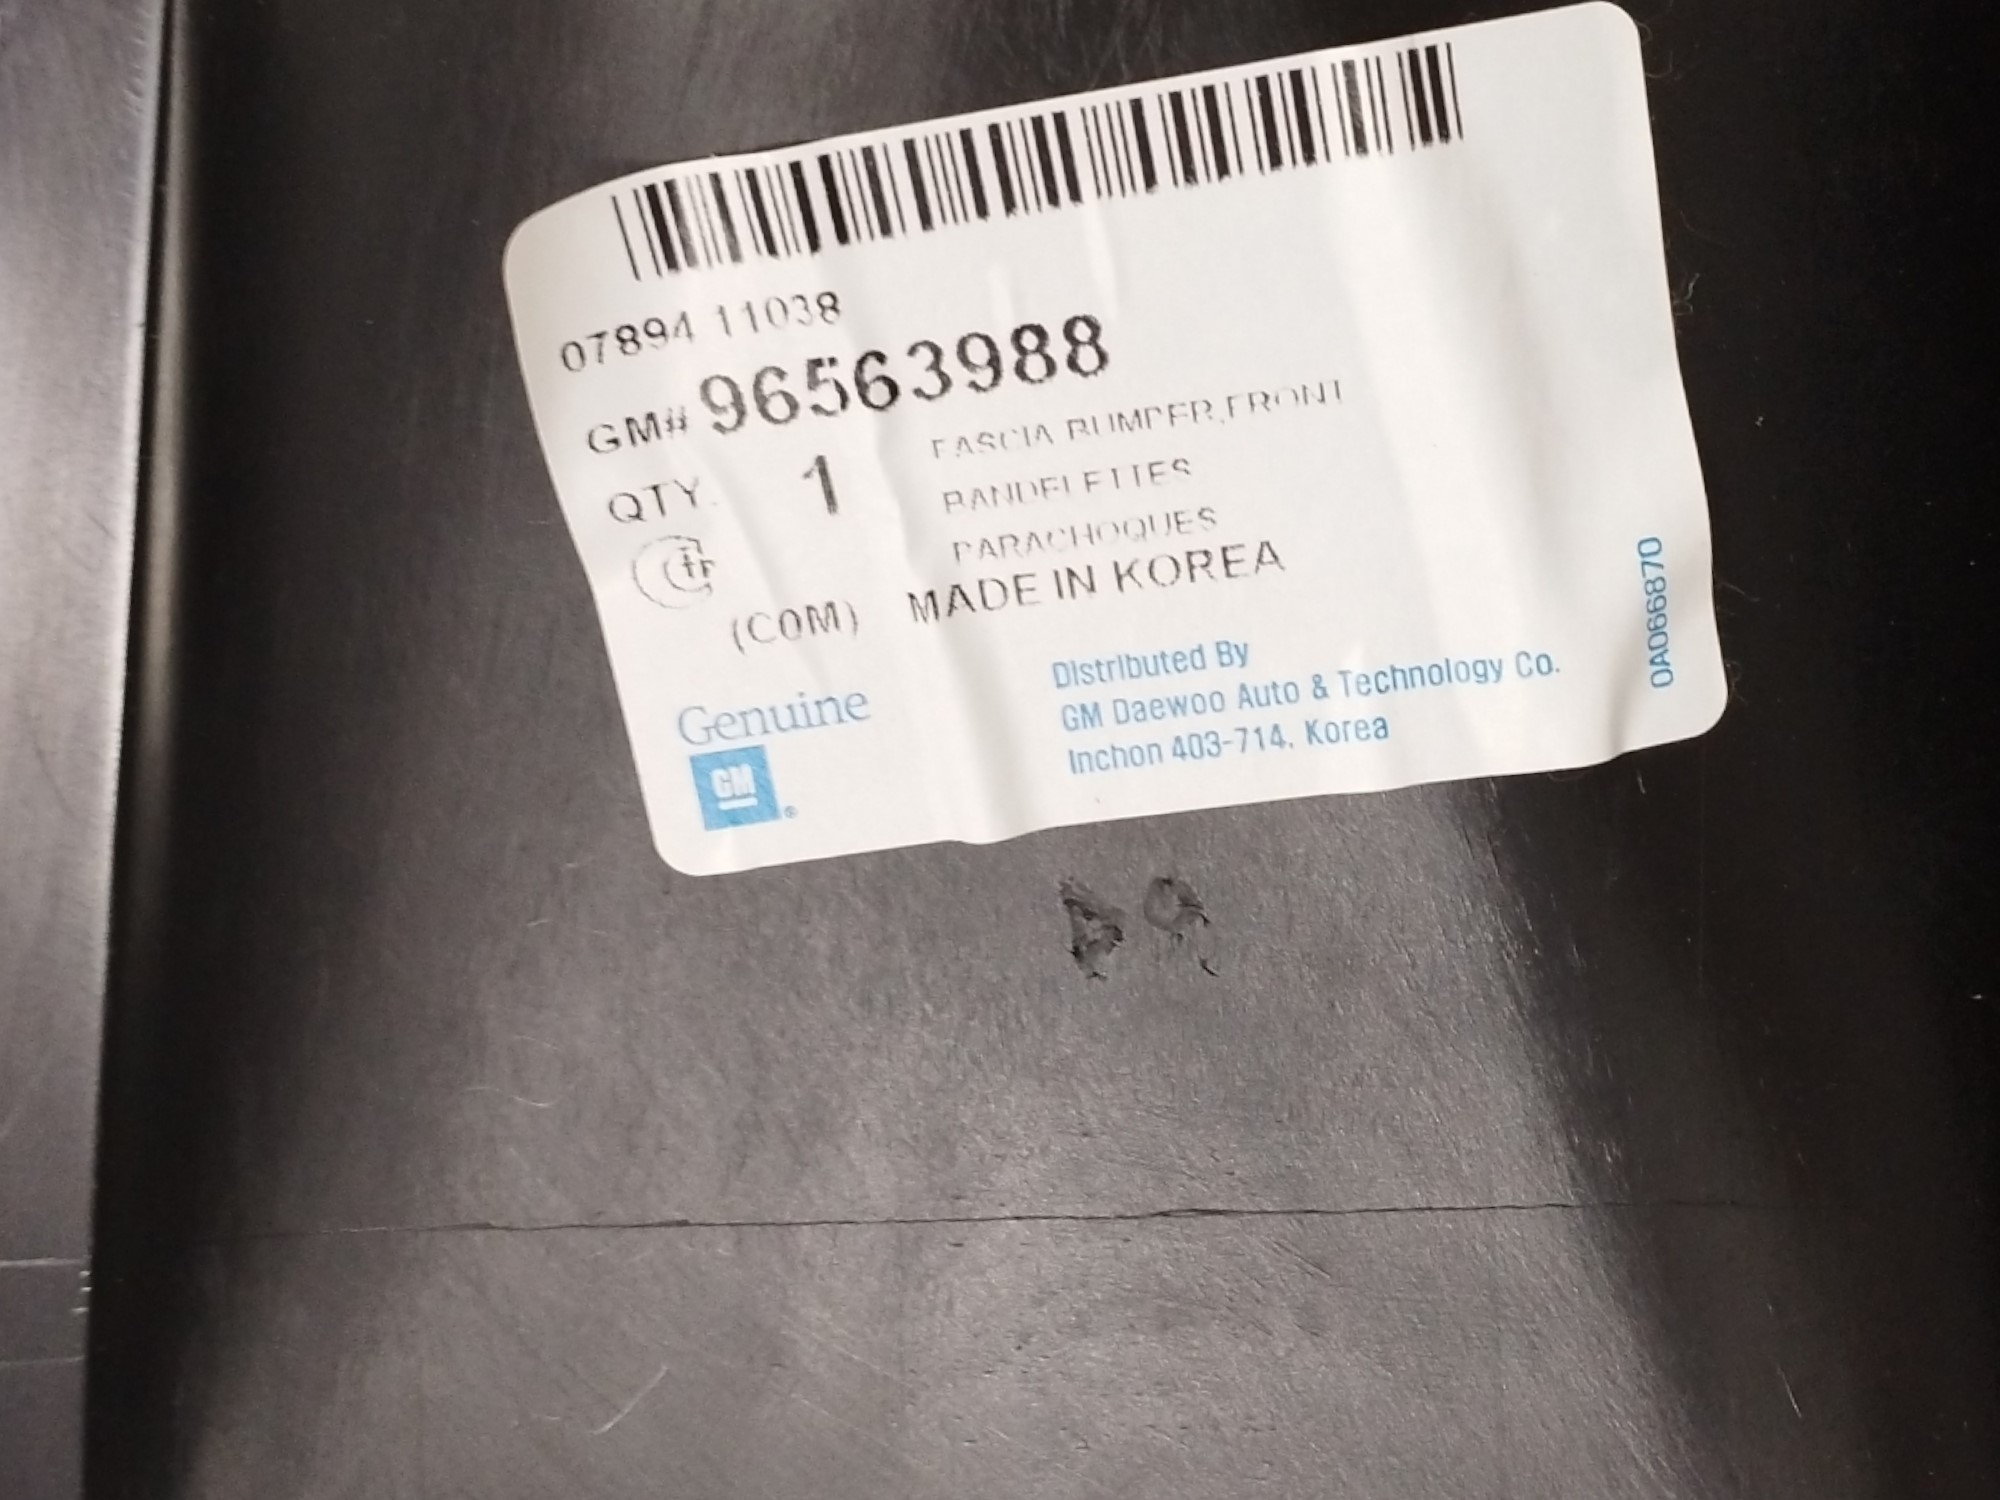 07894 11038
GM# 96563988
QTY. 1
FASCIA BUMPER,FRONT
BANDELETTES
PARACHOQUES
(COM) MADE IN KOREA
Genuine
GM ®
Distributed By
GM Daewoo Auto & Technology Co.
Inchon 403-714, Korea
0A066870